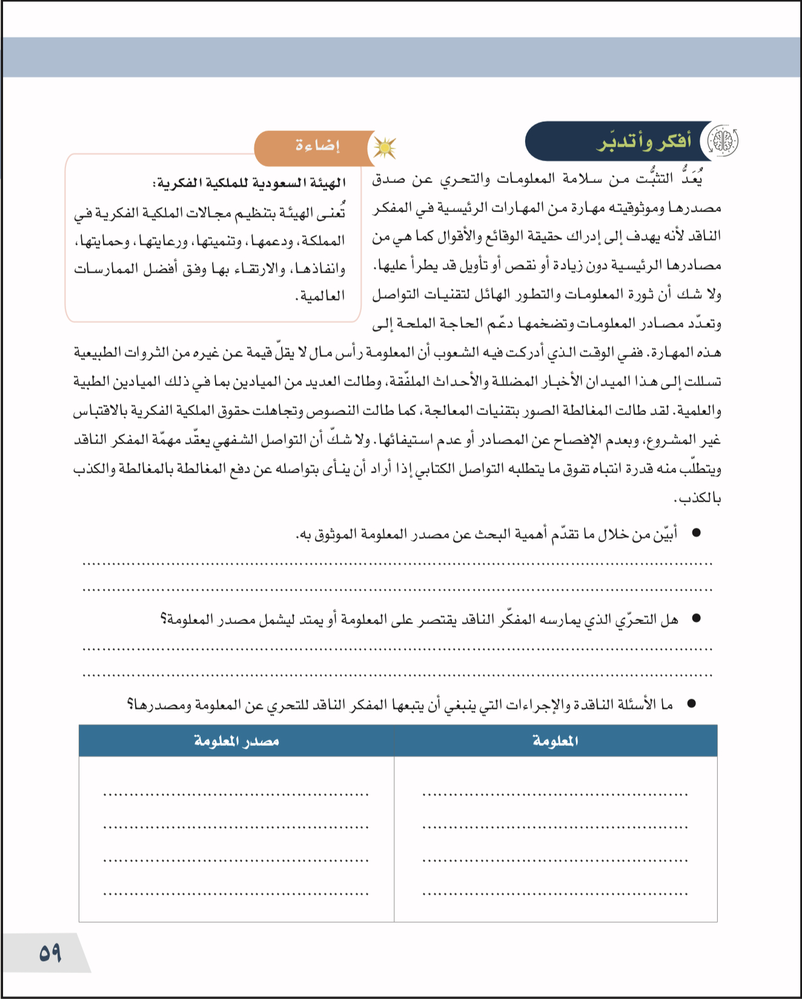 أفكر وأتدبّر
يُعَدُّ التثبُّت من سلامة المعلومات والتحري عن صدق
مصدرها وموثوقيته مهارة من المهارات الرئيسية في المفكر
الناقد لأنه يهدف إلى إدراك حقيقة الوقائع والأقوال كما هي من
مصادرها الرئيسية دون زيادة أو نقص أو تأويل قد يطرأ عليها.
ولا شك أن ثورة المعلومات والتطور الهائل لتقنيات التواصل
وتعدّد مصادر المعلومات وتضخمها دعّم الحاجة الملحة إلى
إضاءة
الهيئة السعودية للملكية الفكرية:
تُعنى الهيئة بتنظيم مجالات الملكية الفكرية في
المملكة، ودعمها، وتنميتها، ورعايتها، وحمايتها،
وانفاذها، والارتقاء بها وفق أفضل الممارسات
العالمية.
هذه المهارة. ففي الوقت الذي أدركت فيه الشعوب أن المعلومة رأس مال لا يقلّ قيمة عن غيره من الثروات الطبيعية
تسللت إلى هذا الميدان الأخبار المضللة والأحداث الملفّقة، وطالت العديد من الميادين بما في ذلك الميادين الطبية
والعلمية. لقد طالت المغالطة الصور بتقنيات المعالجة، كما طالت النصوص وتجاهلت حقوق الملكية الفكرية بالاقتباس
غير المشروع، وبعدم الإفصاح عن المصادر أو عدم استيفائها. ولا شكّ أن التواصل الشفهي يعقّد مهمّة المفكر الناقد
ويتطلّب منه قدرة انتباه تفوق ما يتطلبه التواصل الكتابي إذا أراد أن ينأى بتواصله عن دفع المغالطة بالمغالطة والكذب
بالكذب.
● أبيّن من خلال ما تقدّم أهمية البحث عن مصدر المعلومة الموثوق به.
● هل التحرّي الذي يمارسه المفكّر الناقد يقتصر على المعلومة أو يمتد ليشمل مصدر المعلومة؟
● ما الأسئلة الناقدة والإجراءات التي ينبغي أن يتبعها المفكر الناقد للتحري عن المعلومة ومصدرها؟
المعلومة
مصدر المعلومة
٥٩